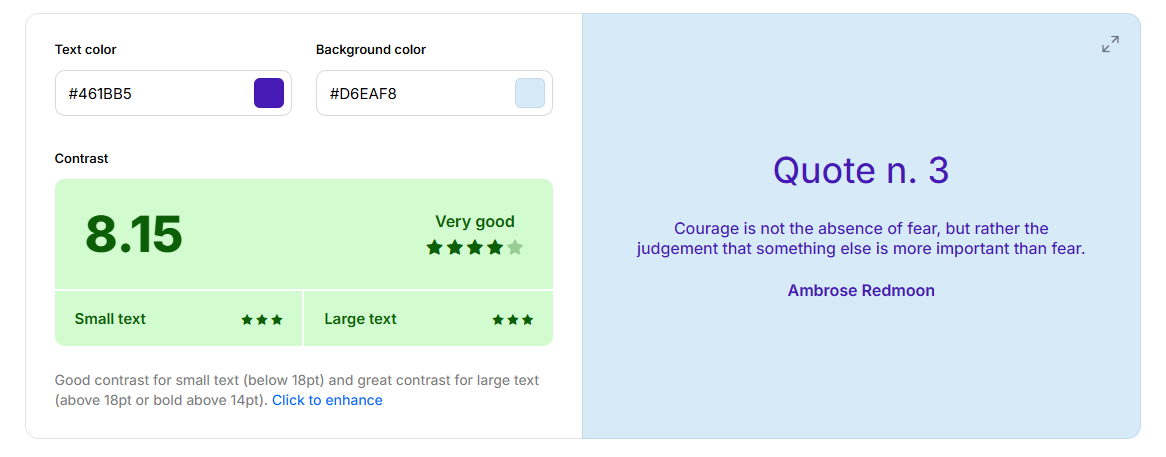 Text color
Background color
#461BB5
#D6EAF8
Contrast
8.15
Very good
Small text
Large text
Good contrast for small text (below 18pt) and great contrast for large text
(above 18pt or bold above 14pt). Click to enhance
Quote n. 3
Courage is not the absence of fear, but rather the
judgement that something else is more important than fear.
Ambrose Redmoon